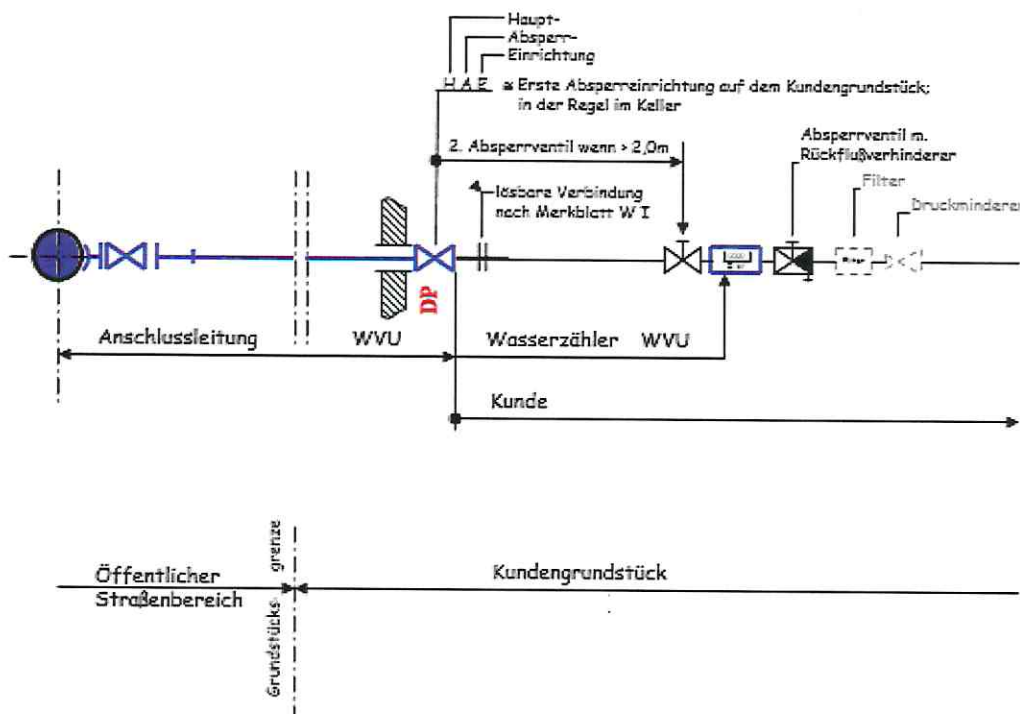 Haupt-
Absperr-
Einrichtung
H A E ≙ Erste Absperreinrichtung auf dem Kundengrundstück;
in der Regel im Keller
2. Absperrventil wenn > 2,0m
Absperrventil m.
Rückflußverhinderer
Filter
Druckminderer
lösbare Verbindung
nach Merkblatt W I
DP
Anschlussleitung WVU
Wasserzähler WVU
Kunde
Öffentlicher
Straßenbereich
Grundstücks- grenze
Kundengrundstück